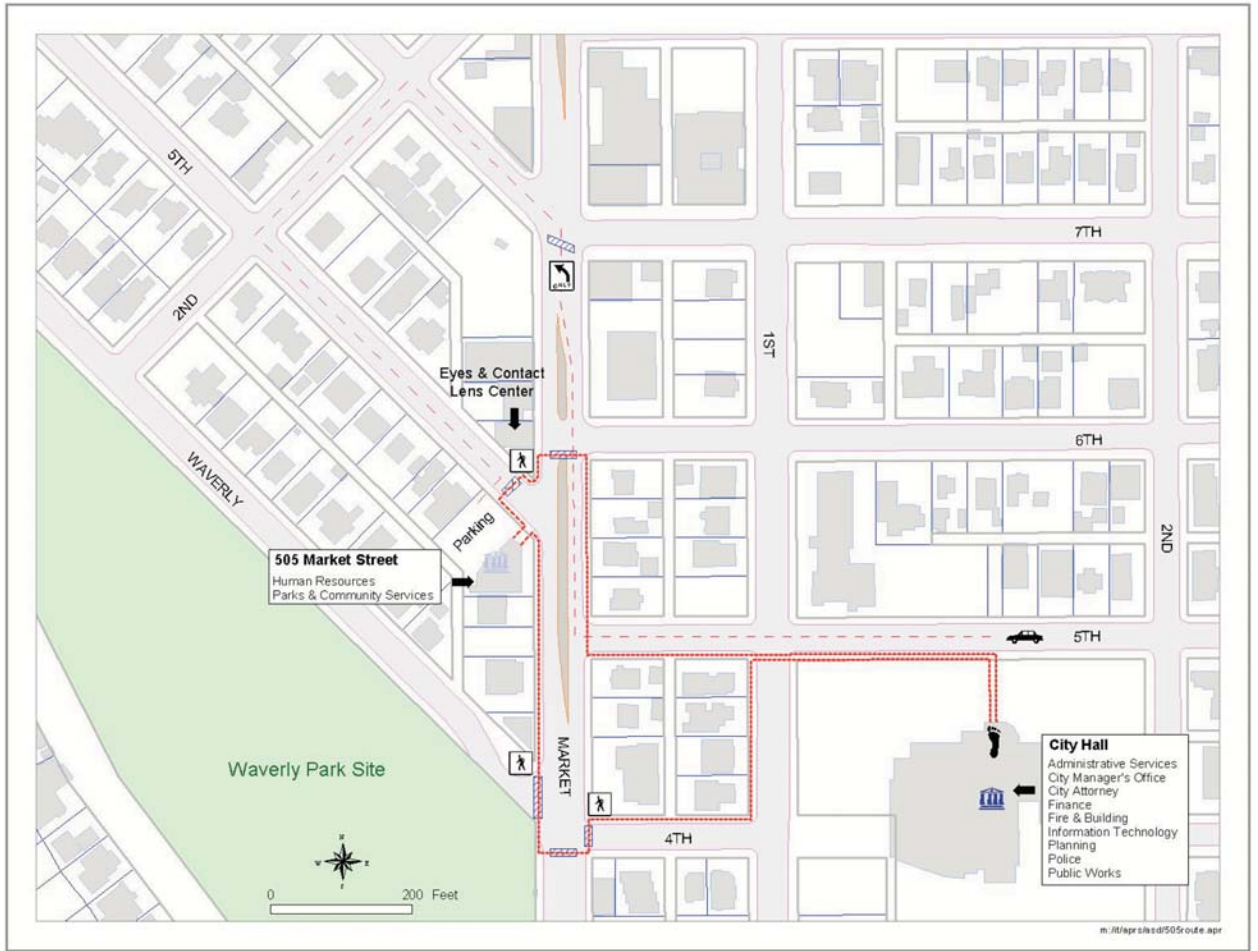 5TH
2ND
7TH
ONLY
1ST
Eyes & Contact
Lens Center
6TH
WAVERLY
Parking
2ND
505 Market Street
Human Resources
Parks & Community Services
5TH
MARKET
Waverly Park Site
City Hall
Administrative Services
City Manager's Office
City Attorney
Finance
Fire & Building
Information Technology
Planning
Police
Public Works
4TH
N
W
E
0 200 Feet
m:/it/aprs/asd/505route.apr